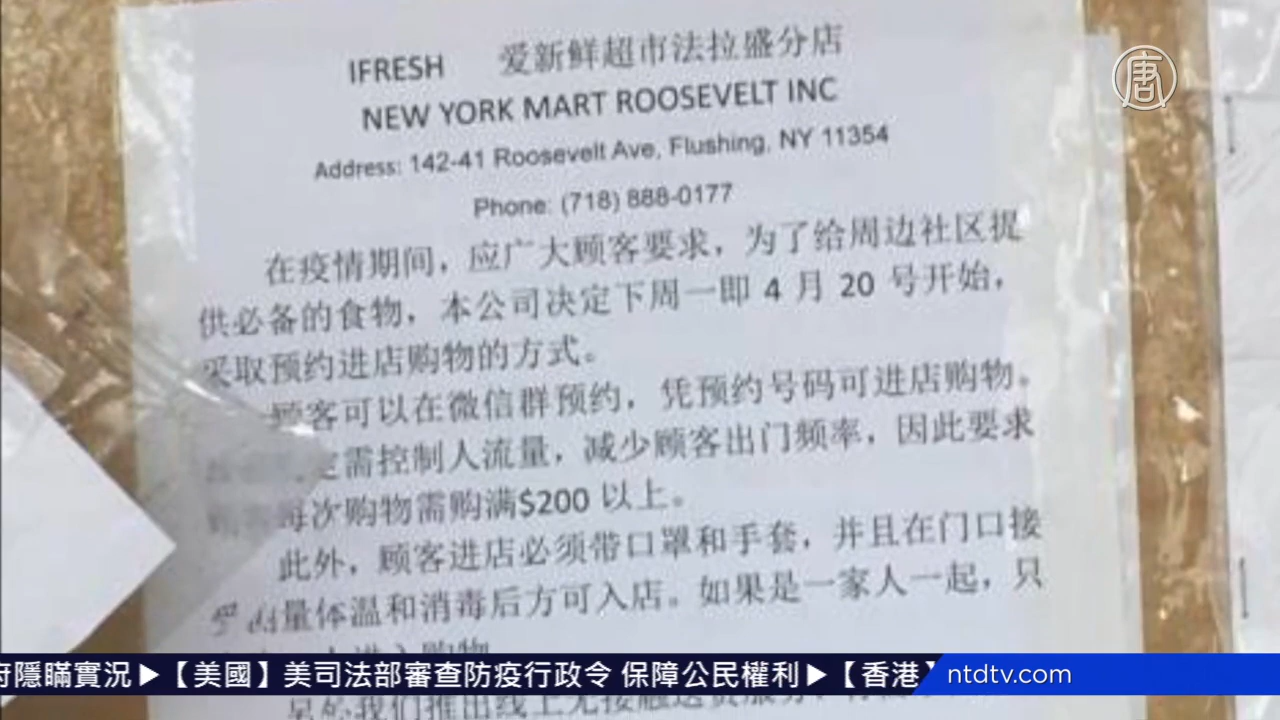 IFRESH 爱新鲜超市法拉盛分店
唐
NEW YORK MART ROOSEVELT INC
Address: 142-41 Roosevelt Ave, Flushing, NY 11354
Phone: (718) 888-0177
在疫情期间，应广大顾客要求，为了给周边社区提
供必备的食物，本公司决定下周一即 4 月 20 号开始，
采取预约进店购物的方式。
顾客可以在微信群预约，凭预约号码可进店购物。
需控制人流量，减少顾客出门频率，因此要求
每次购物需购满$200 以上。
此外，顾客进店必须带口罩和手套，并且在门口接
量体温和消毒后方可入店。如果是一家人一起，只
府隱瞞實況▶【美國】美司法部審查防疫行政令 保障公民權利▶【香港】
ntdtv.com